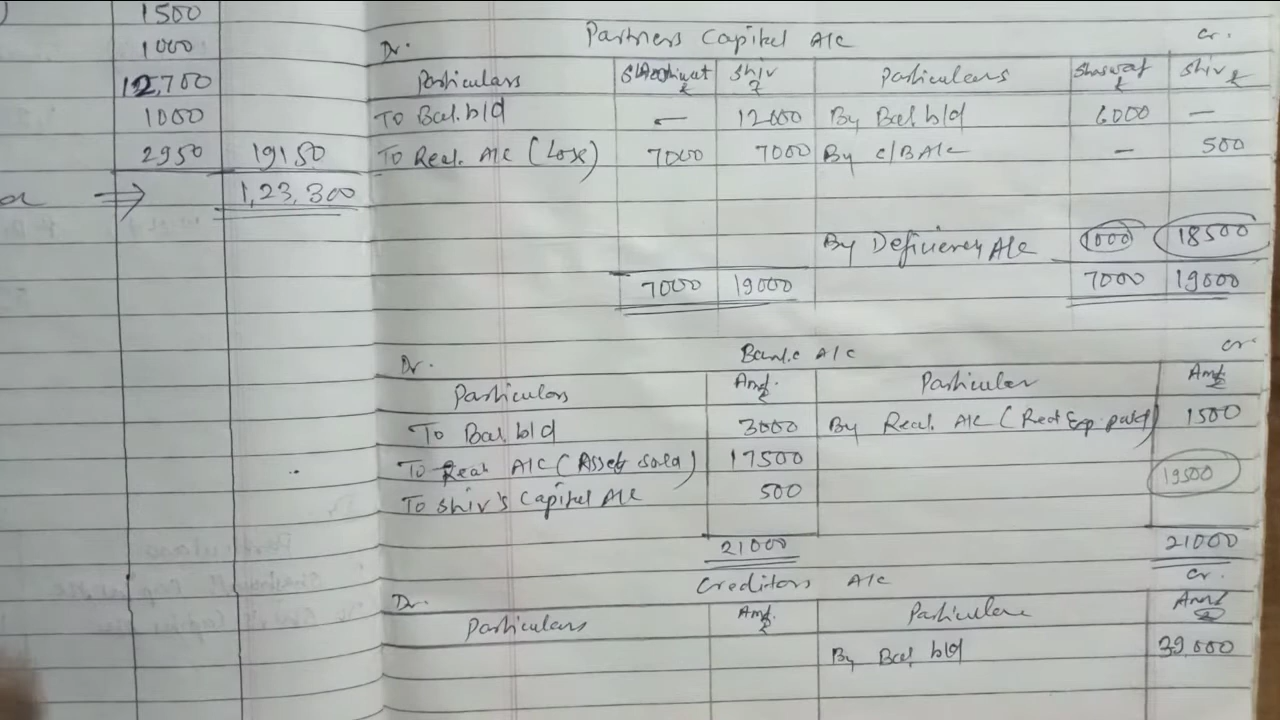 1500
1000
12,700
1000
2950 19150
⇒ 1,23,300
Partners Capital A/c
Dr. Cr.
Particulars Shiv ₹ Particulars Shaswat ₹ Shiv ₹
To Bal. b/d — 12000 By Bal b/d 6000 —
To Real. A/c (Loss) 7000 7000 By C/B A/c — 500
By Deficiency A/c 1000 18500
7000 19000 7000 19000
Bank A/c
Dr. Cr.
Particulars Amt. ₹ Particular Amt ₹
To Bal. b/d 3000 By Real. A/c (Real Exp. paid) 1500
To Real A/c (Assets sold) 17500 19500
To Shiv's Capital A/c 500
21000 21000
Creditors A/c
Dr. Cr.
Particulars Amt. ₹ Particulars Amt ₹
By Bal b/d 39,000